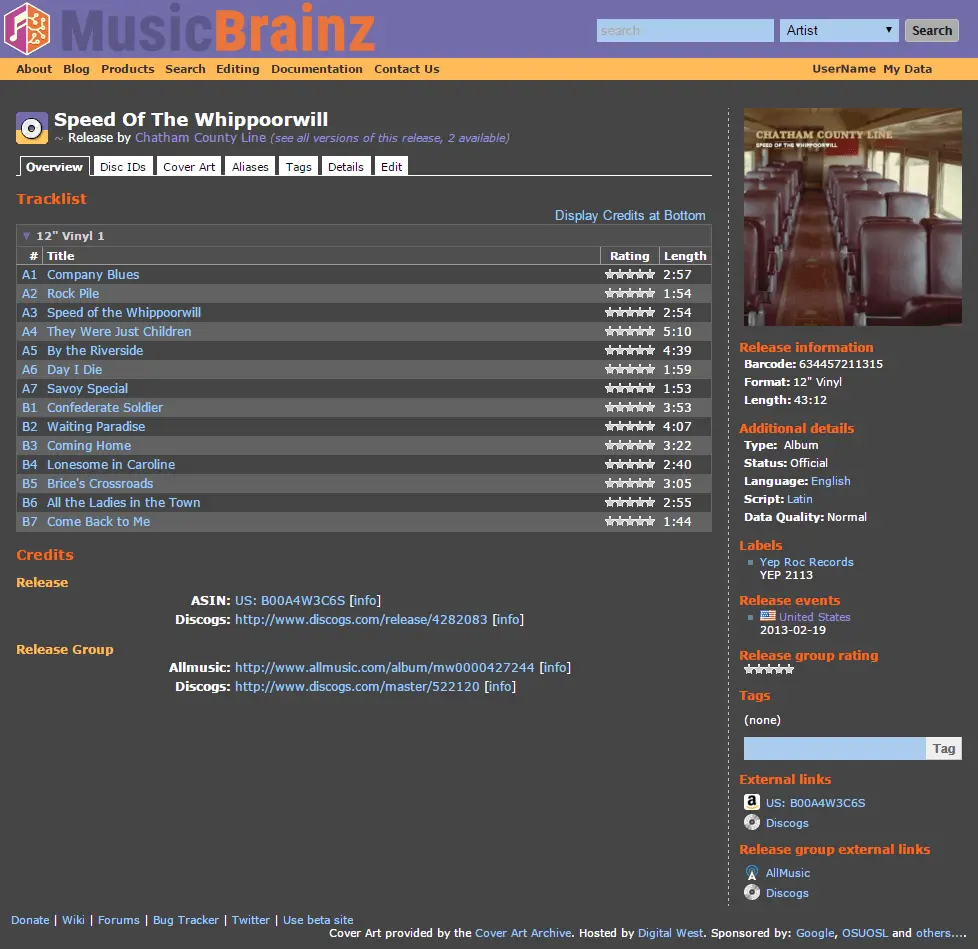 MusicBrainz
search Artist Search
About Blog Products Search Editing Documentation Contact Us UserName My Data
Speed Of The Whippoorwill
~ Release by Chatham County Line (see all versions of this release, 2 available)
Overview Disc IDs Cover Art Aliases Tags Details Edit
Tracklist
Display Credits at Bottom
▼ 12" Vinyl 1
# Title Rating Length
A1 Company Blues 2:57
A2 Rock Pile 1:54
A3 Speed of the Whippoorwill 2:54
A4 They Were Just Children 5:10
A5 By the Riverside 4:39
A6 Day I Die 1:59
A7 Savoy Special 1:53
B1 Confederate Soldier 3:53
B2 Waiting Paradise 4:07
B3 Coming Home 3:22
B4 Lonesome in Caroline 2:40
B5 Brice's Crossroads 3:05
B6 All the Ladies in the Town 2:55
B7 Come Back to Me 1:44
Credits
Release
ASIN: US: B00A4W3C6S [info]
Discogs: http://www.discogs.com/release/4282083 [info]
Release Group
Allmusic: http://www.allmusic.com/album/mw0000427244 [info]
Discogs: http://www.discogs.com/master/522120 [info]
CHATHAM COUNTY LINE
SPEED OF THE WHIPPOORWILL
Release information
Barcode: 634457211315
Format: 12" Vinyl
Length: 43:12
Additional details
Type: Album
Status: Official
Language: English
Script: Latin
Data Quality: Normal
Labels
Yep Roc Records
YEP 2113
Release events
United States
2013-02-19
Release group rating
Tags
(none)
Tag
External links
US: B00A4W3C6S
Discogs
Release group external links
AllMusic
Discogs
Donate | Wiki | Forums | Bug Tracker | Twitter | Use beta site
Cover Art provided by the Cover Art Archive. Hosted by Digital West. Sponsored by: Google, OSUOSL and others....